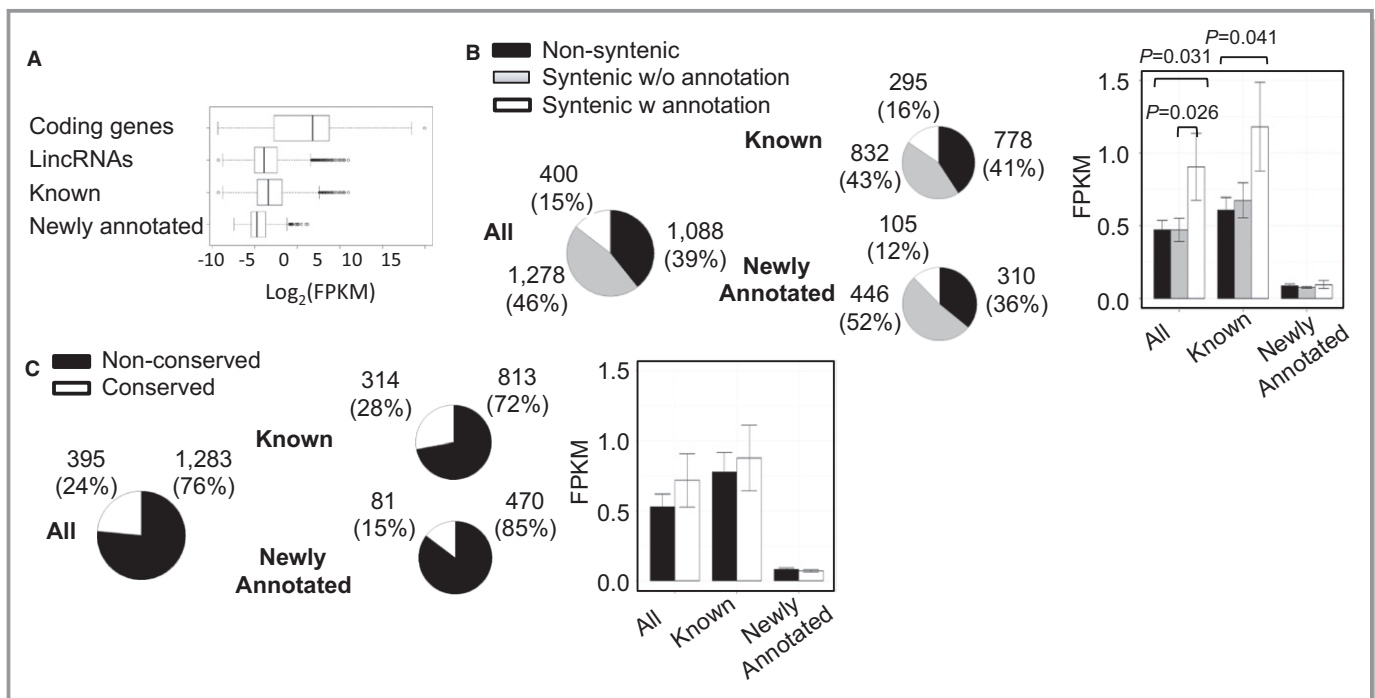 A
Coding genes
LincRNAs
Known
Newly annotated
-10 -5 0 5 10 15
Log2(FPKM)
B
Non-syntenic
Syntenic w/o annotation
Syntenic w annotation
All
400
(15%)
1,088
(39%)
1,278
(46%)
Known
295
(16%)
778
(41%)
832
(43%)
Newly
Annotated
105
(12%)
310
(36%)
446
(52%)
P=0.031
P=0.041
P=0.026
FPKM
1.5
1.0
0.5
0.0
All
Known
Newly
Annotated
C
Non-conserved
Conserved
All
395
(24%)
1,283
(76%)
Known
314
(28%)
813
(72%)
Newly
Annotated
81
(15%)
470
(85%)
FPKM
1.5
1.0
0.5
0.0
All
Known
Newly
Annotated